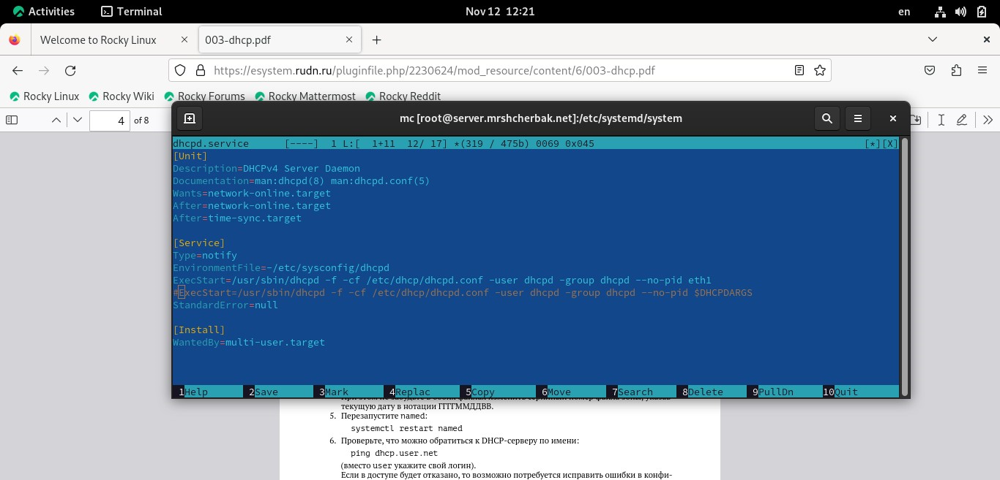 Activities Terminal Nov 12 12:21 en
Welcome to Rocky Linux × 003-dhcp.pdf × +
https://esystem.rudn.ru/pluginfile.php/2230624/mod_resource/content/6/003-dhcp.pdf
Rocky Linux Rocky Wiki Rocky Forums Rocky Mattermost Rocky Reddit
4 of 8
mc [root@server.mrshcherbak.net]:/etc/systemd/system
dhcpd.service [----] 1 L:[ 1+11 12/ 17] *(319 / 475b) 0069 0x045 [*][X]
[Unit]
Description=DHCPv4 Server Daemon
Documentation=man:dhcpd(8) man:dhcpd.conf(5)
Wants=network-online.target
After=network-online.target
After=time-sync.target
[Service]
Type=notify
EnvironmentFile=-/etc/sysconfig/dhcpd
ExecStart=/usr/sbin/dhcpd -f -cf /etc/dhcp/dhcpd.conf -user dhcpd -group dhcpd --no-pid eth1
#ExecStart=/usr/sbin/dhcpd -f -cf /etc/dhcp/dhcpd.conf -user dhcpd -group dhcpd --no-pid $DHCPDARGS
StandardError=null
[Install]
WantedBy=multi-user.target
1Help 2Save 3Mark 4Replac 5Copy 6Move 7Search 8Delete 9PullDn 10Quit
текущую дату в нотации ГГГГММДДВВ.
5. Перезапустите named:
systemctl restart named
6. Проверьте, что можно обратиться к DHCP-серверу по имени:
ping dhcp.user.net
(вместо user укажите свой логин).
Если в доступе будет отказано, то возможно потребуется исправить ошибки в конфи-